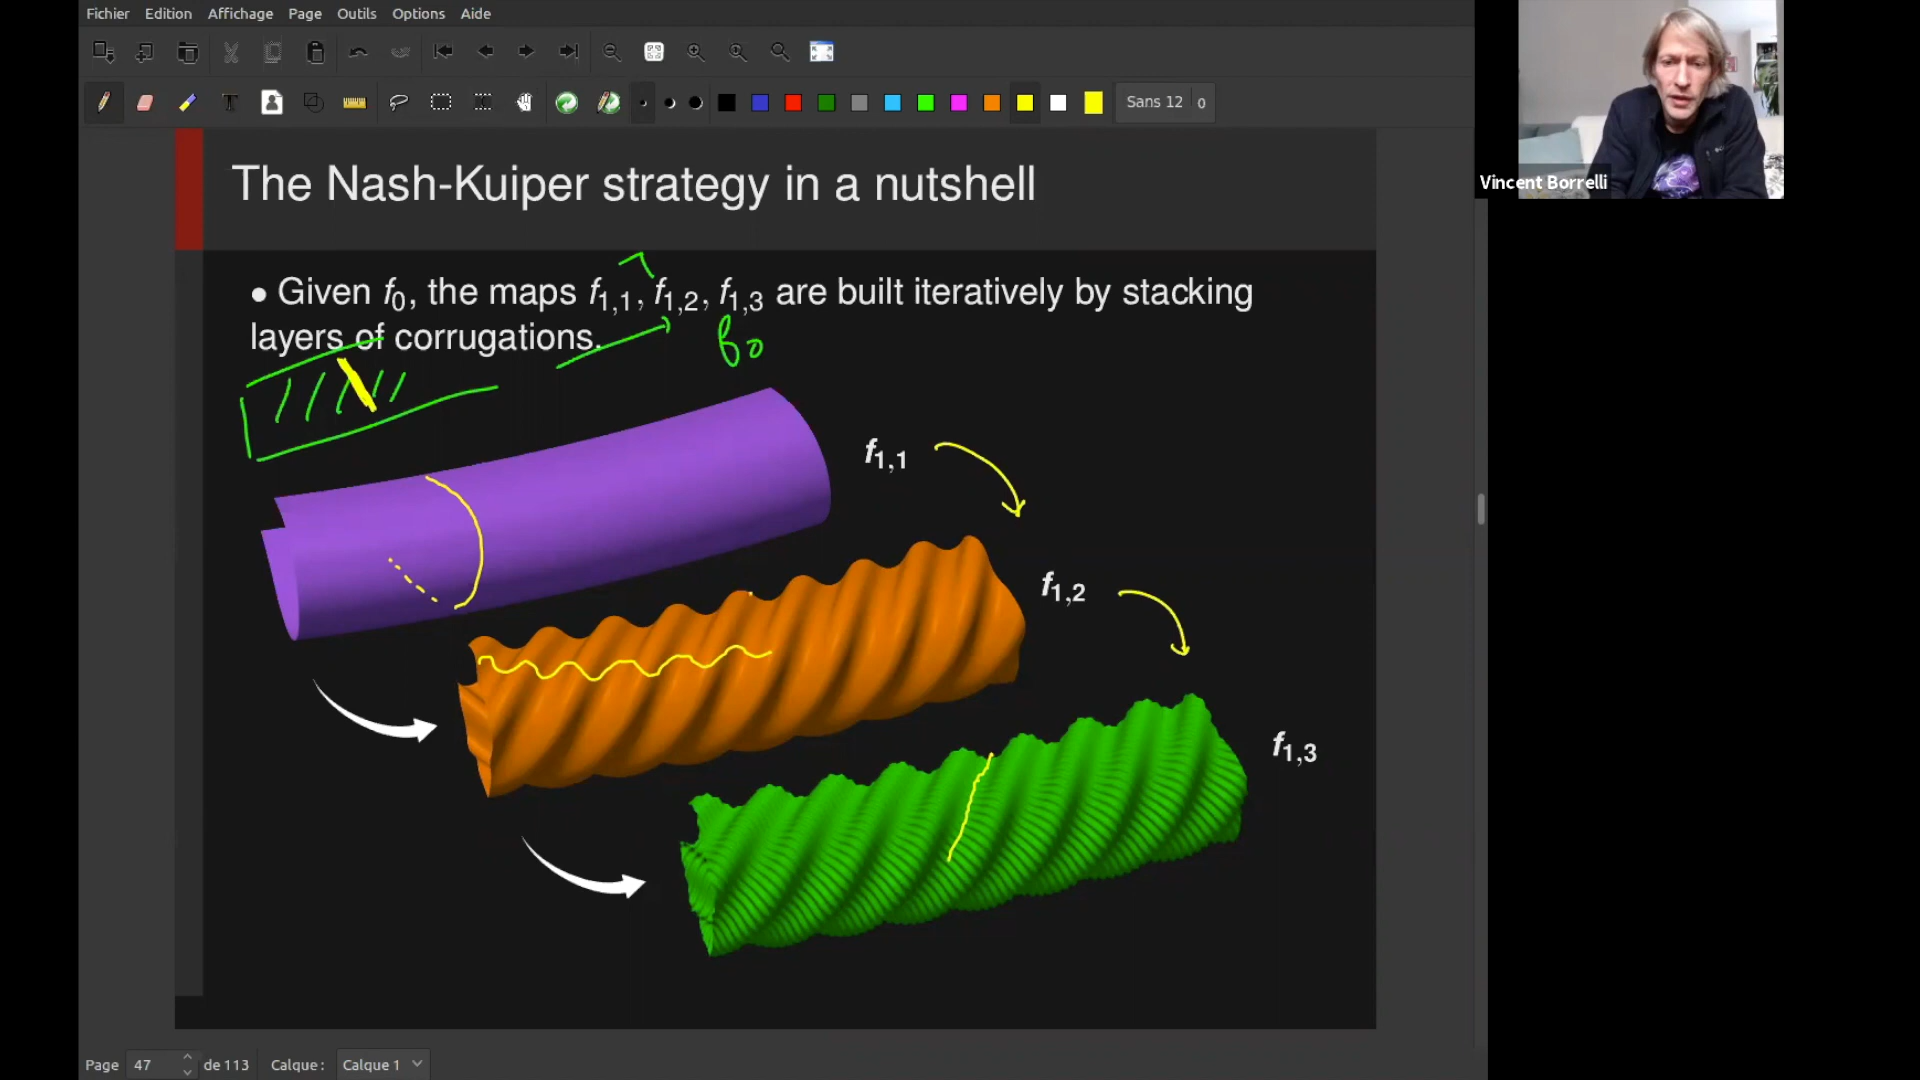 Fichier Edition Affichage Page Outils Options Aide
Sans 12 0
The Nash-Kuiper strategy in a nutshell
● Given f0, the maps f1,1, f1,2, f1,3 are built iteratively by stacking
layers of corrugations.
f0
f1,1
f1,2
f1,3
Page 47 de 113 Calque : Calque 1
Vincent Borrelli